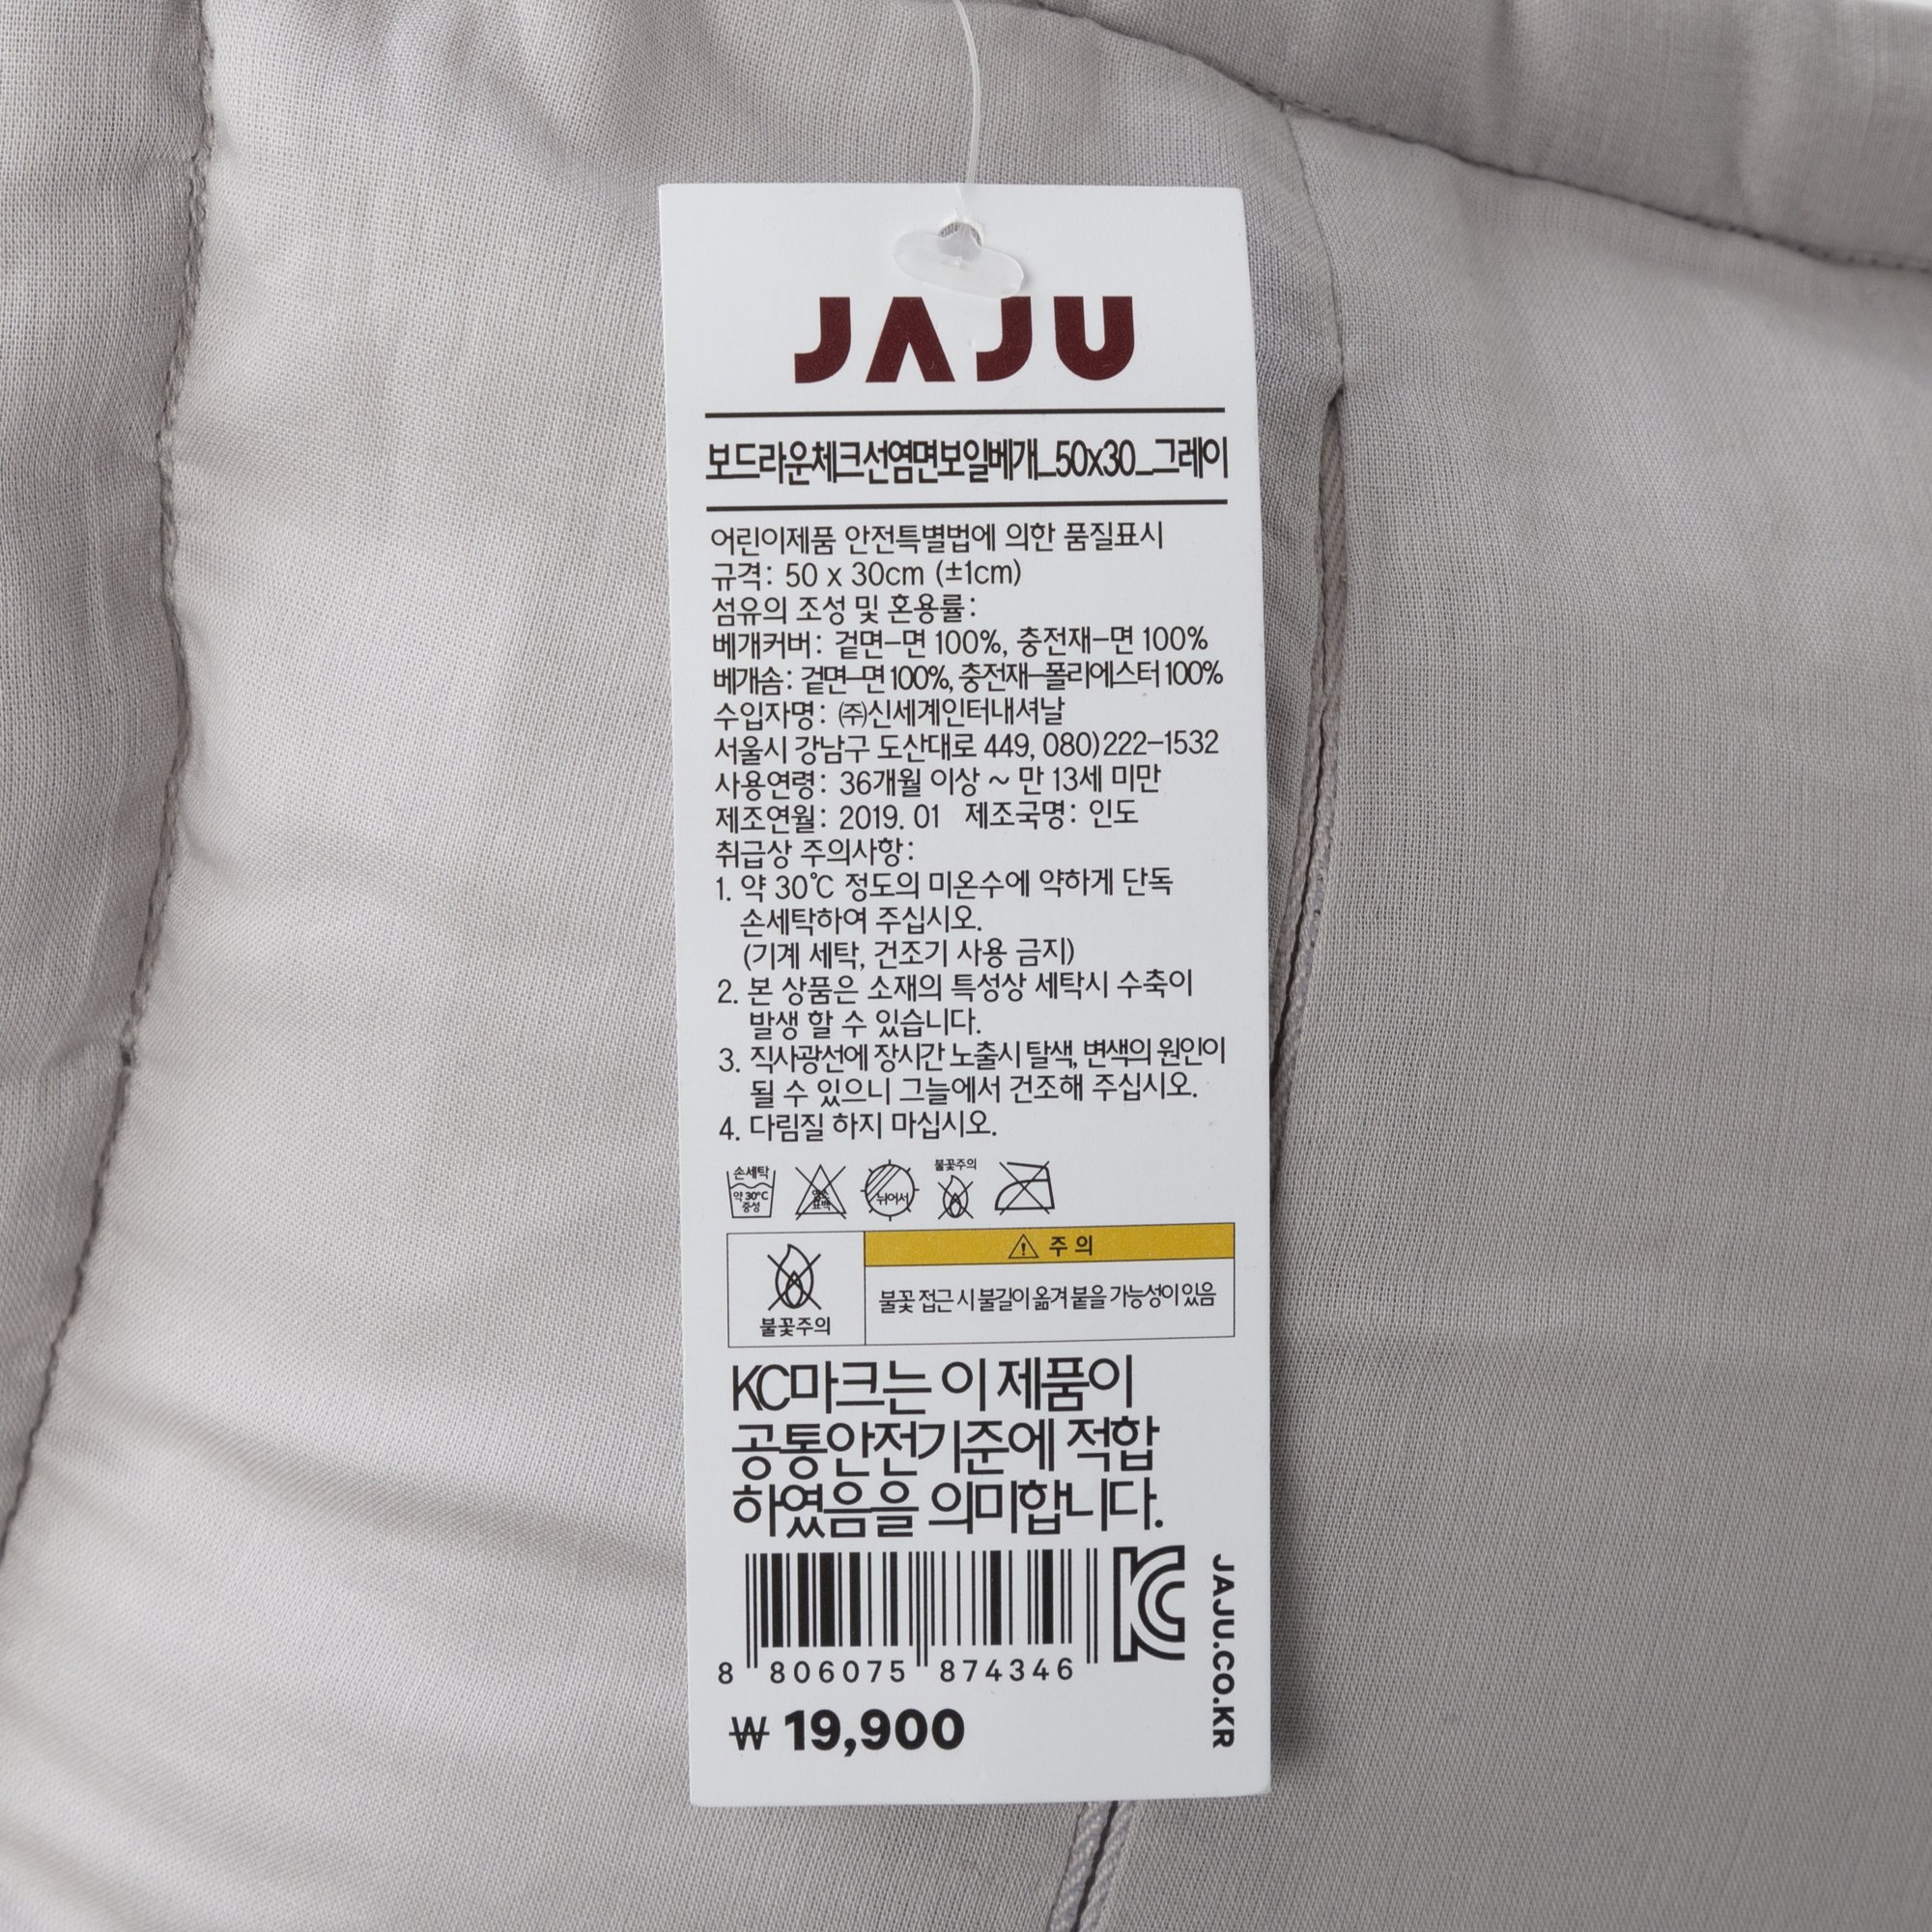 JAJU
보드라운체크선염면보일베개_50x30_그레이
어린이제품 안전특별법에 의한 품질표시
규격: 50 x 30cm (±1cm)
섬유의 조성 및 혼용률:
베개커버: 겉면-면 100%, 충전재-면 100%
베개솜: 겉면-면 100%, 충전재-폴리에스터 100%
수입자명: ㈜신세계인터내셔날
서울시 강남구 도산대로 449, 080)222-1532
사용연령: 36개월 이상 ~ 만 13세 미만
제조연월: 2019. 01 제조국명: 인도
취급상 주의사항:
1. 약 30℃ 정도의 미온수에 약하게 단독
손세탁하여 주십시오.
(기계 세탁, 건조기 사용 금지)
2. 본 상품은 소재의 특성상 세탁시 수축이
발생 할 수 있습니다.
3. 직사광선에 장시간 노출시 탈색, 변색의 원인이
될 수 있으니 그늘에서 건조해 주십시오.
4. 다림질 하지 마십시오.
손세탁
약 30℃
중성
염소
표백
뉘어서
불꽃주의
불꽃주의
주 의
불꽃 접근 시 불길이 옮겨 붙을 가능성이 있음
KC마크는 이 제품이
공통안전기준에 적합
하였음을 의미합니다.
8 806075 874346
KC
JAJU.CO.KR
₩ 19,900